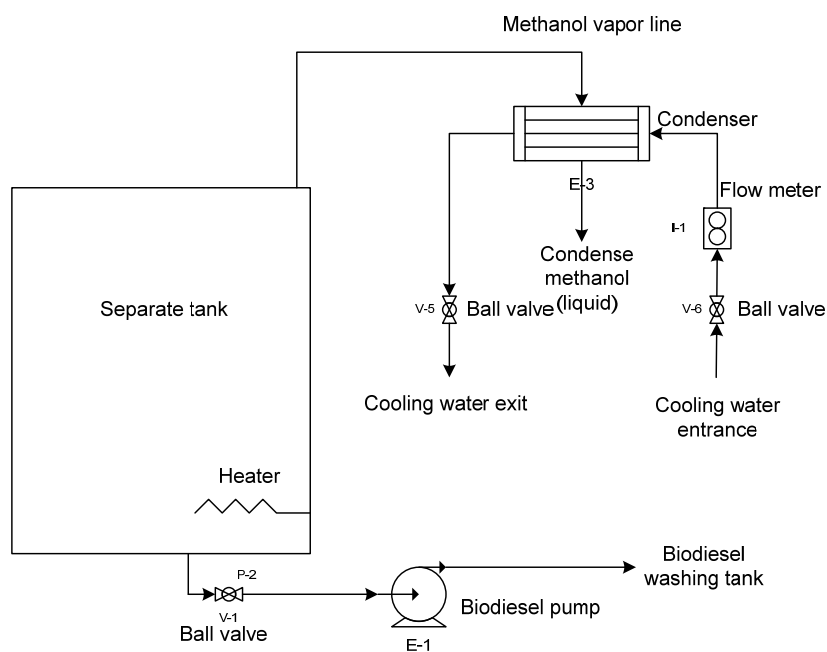 Methanol vapor line
Condenser
E-3
Flow meter
I-1
Condense
methanol
(liquid)
Separate tank
V-5
Ball valve
V-6
Ball valve
Cooling water exit
Cooling water
entrance
Heater
Biodiesel
washing tank
P-2
V-1
Ball valve
Biodiesel pump
E-1